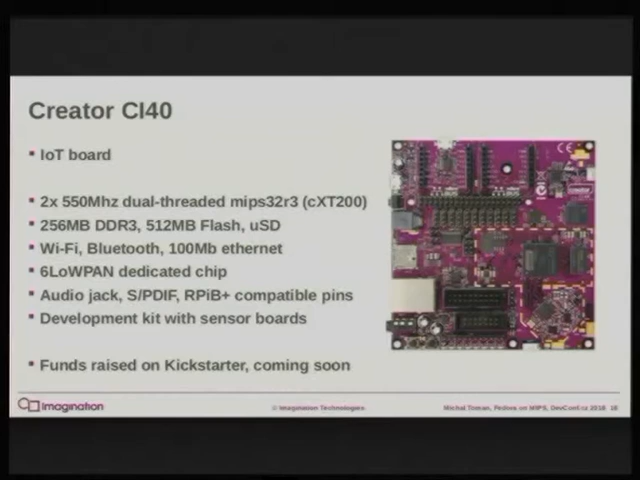 Creator CI40
IoT board
2x 550Mhz dual-threaded mips32r3 (cXT200)
256MB DDR3, 512MB Flash, uSD
Wi-Fi, Bluetooth, 100Mb ethernet
6LoWPAN dedicated chip
Audio jack, S/PDIF, RPiB+ compatible pins
Development kit with sensor boards
Funds raised on Kickstarter, coming soon
Imagination
© Imagination Technologies
Michal Toman, Fedora on MIPS, DevConf.cz 2016